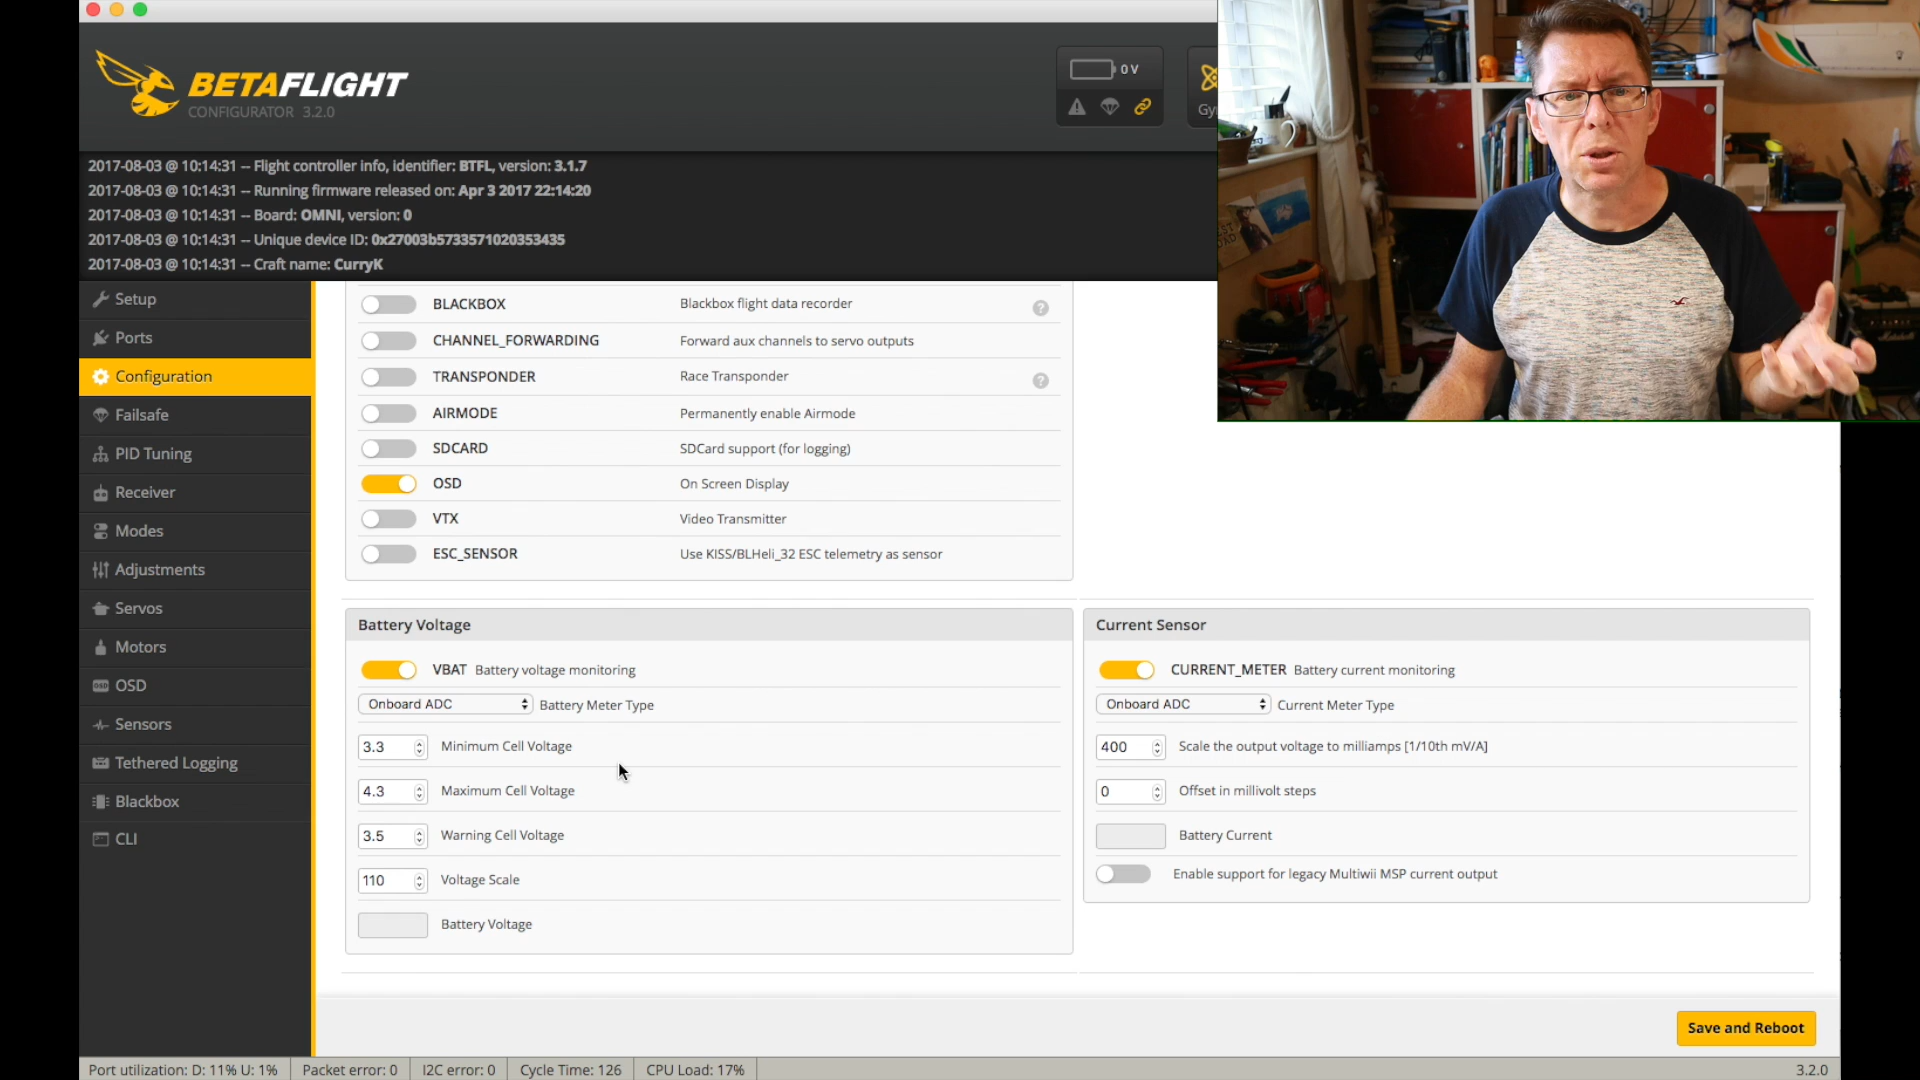 BETAFLIGHT
CONFIGURATOR 3.2.0
0 V
Gy
2017-08-03 @ 10:14:31 -- Flight controller info, identifier: BTFL, version: 3.1.7
2017-08-03 @ 10:14:31 -- Running firmware released on: Apr 3 2017 22:14:20
2017-08-03 @ 10:14:31 -- Board: OMNI, version: 0
2017-08-03 @ 10:14:31 -- Unique device ID: 0x27003b5733571020353435
2017-08-03 @ 10:14:31 -- Craft name: CurryK
Setup
Ports
Configuration
Failsafe
PID Tuning
Receiver
Modes
Adjustments
Servos
Motors
OSD
Sensors
Tethered Logging
Blackbox
CLI
BLACKBOX Blackbox flight data recorder ?
CHANNEL_FORWARDING Forward aux channels to servo outputs
TRANSPONDER Race Transponder ?
AIRMODE Permanently enable Airmode
SDCARD SDCard support (for logging)
OSD On Screen Display
VTX Video Transmitter
ESC_SENSOR Use KISS/BLHeli_32 ESC telemetry as sensor
Battery Voltage
VBAT Battery voltage monitoring
Onboard ADC Battery Meter Type
3.3 Minimum Cell Voltage
4.3 Maximum Cell Voltage
3.5 Warning Cell Voltage
110 Voltage Scale
Battery Voltage
Current Sensor
CURRENT_METER Battery current monitoring
Onboard ADC Current Meter Type
400 Scale the output voltage to milliamps [1/10th mV/A]
0 Offset in millivolt steps
Battery Current
Enable support for legacy Multiwii MSP current output
Save and Reboot
Port utilization: D: 11% U: 1% Packet error: 0 I2C error: 0 Cycle Time: 126 CPU Load: 17% 3.2.0